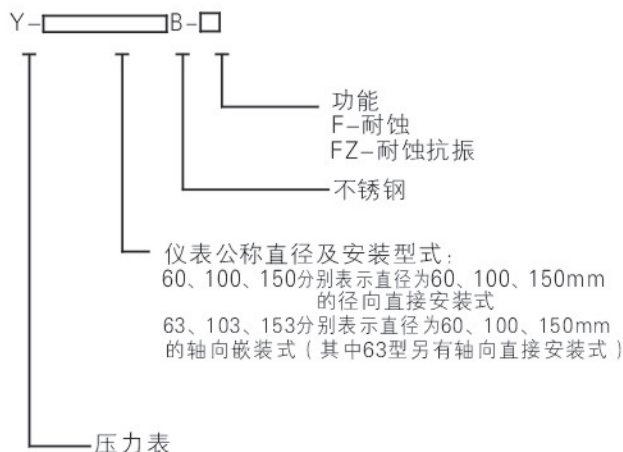 Y-B-
功能
F-耐蚀
FZ-耐蚀抗振
不锈钢
仪表公称直径及安装型式：
60、100、150分别表示直径为60、100、150mm
的径向直接安装式
63、103、153分别表示直径为60、100、150mm
的轴向嵌装式（其中63型另有轴向直接安装式）
压力表